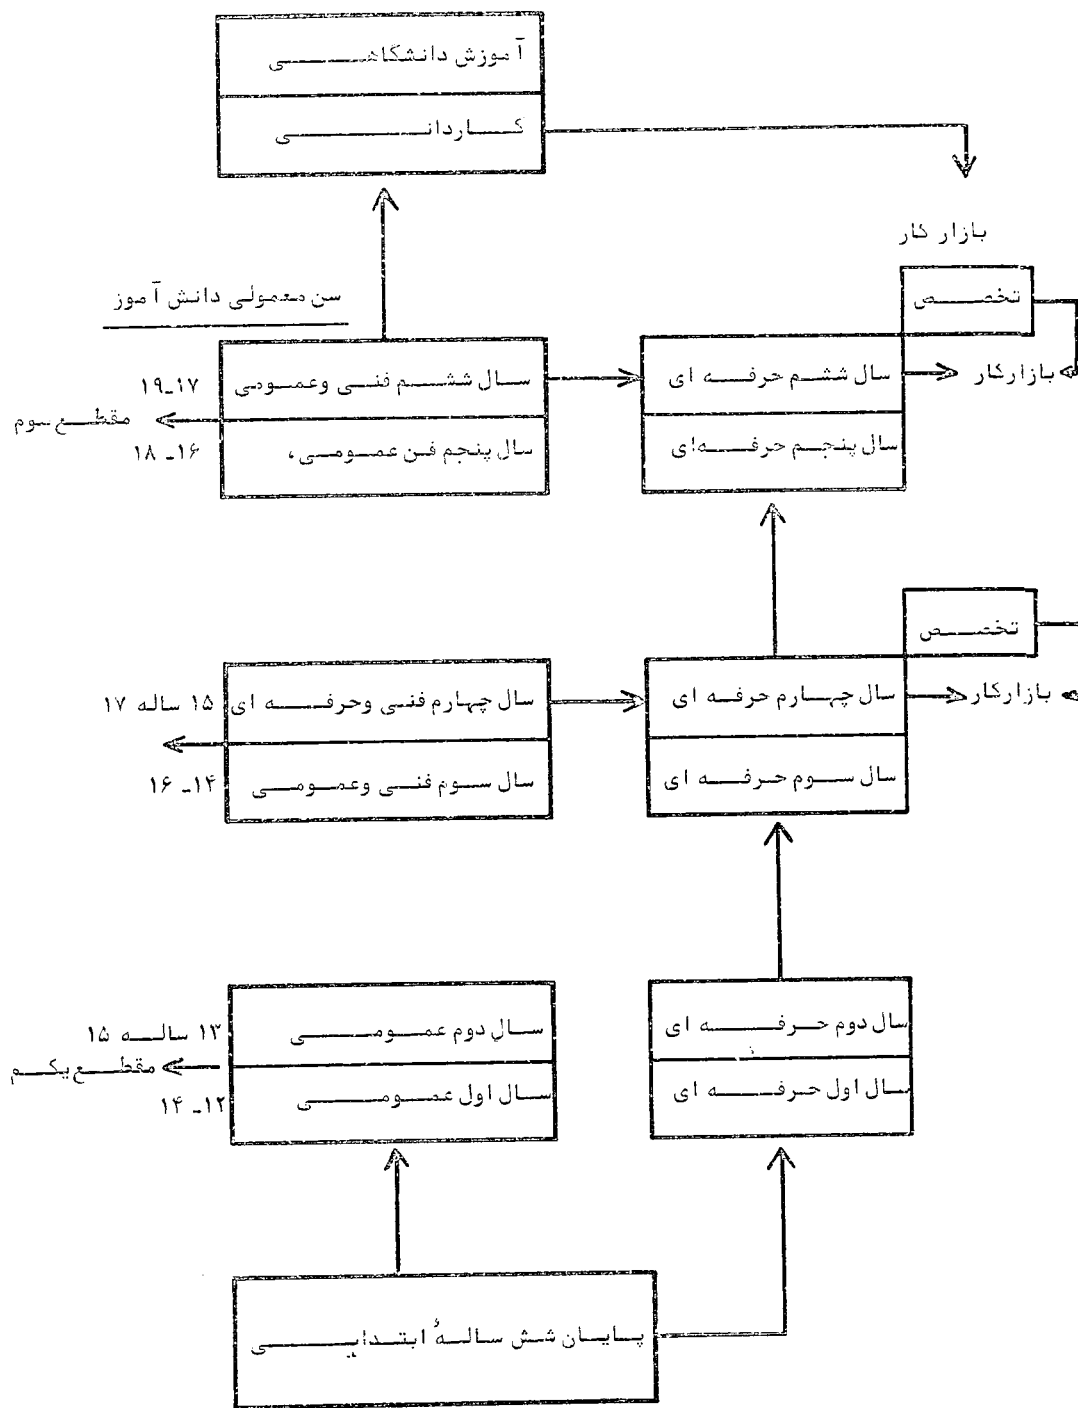 آموزش دانشگاهی
کاردانی
بازار کار
تخصص
سن معمولی دانش آموز
سال ششم حرفه ای
بازارکار
سال ششم فنی وعمومی
۱۹ـ۱۷
مقطع سوم
سال پنجم حرفه‌ای
سال پنجم فن عمومی،
۱۸ ـ۱۶
تخصص
سال چهارم حرفه ای
بازارکار
سال چهارم فنی وحرفه ای
۱۵ ساله ۱۷
سال سوم حرفه ای
سال سوم فنی وعمومی
۱۶ ـ۱۴
سال دوم حرفه ای
سال دوم عمومی
۱۳ ساله ۱۵
مقطع یکم
سال اول حرفه ای
سال اول عمومی
۱۴ ـ۱۲
پایان شش سالهٔ ابتدایی